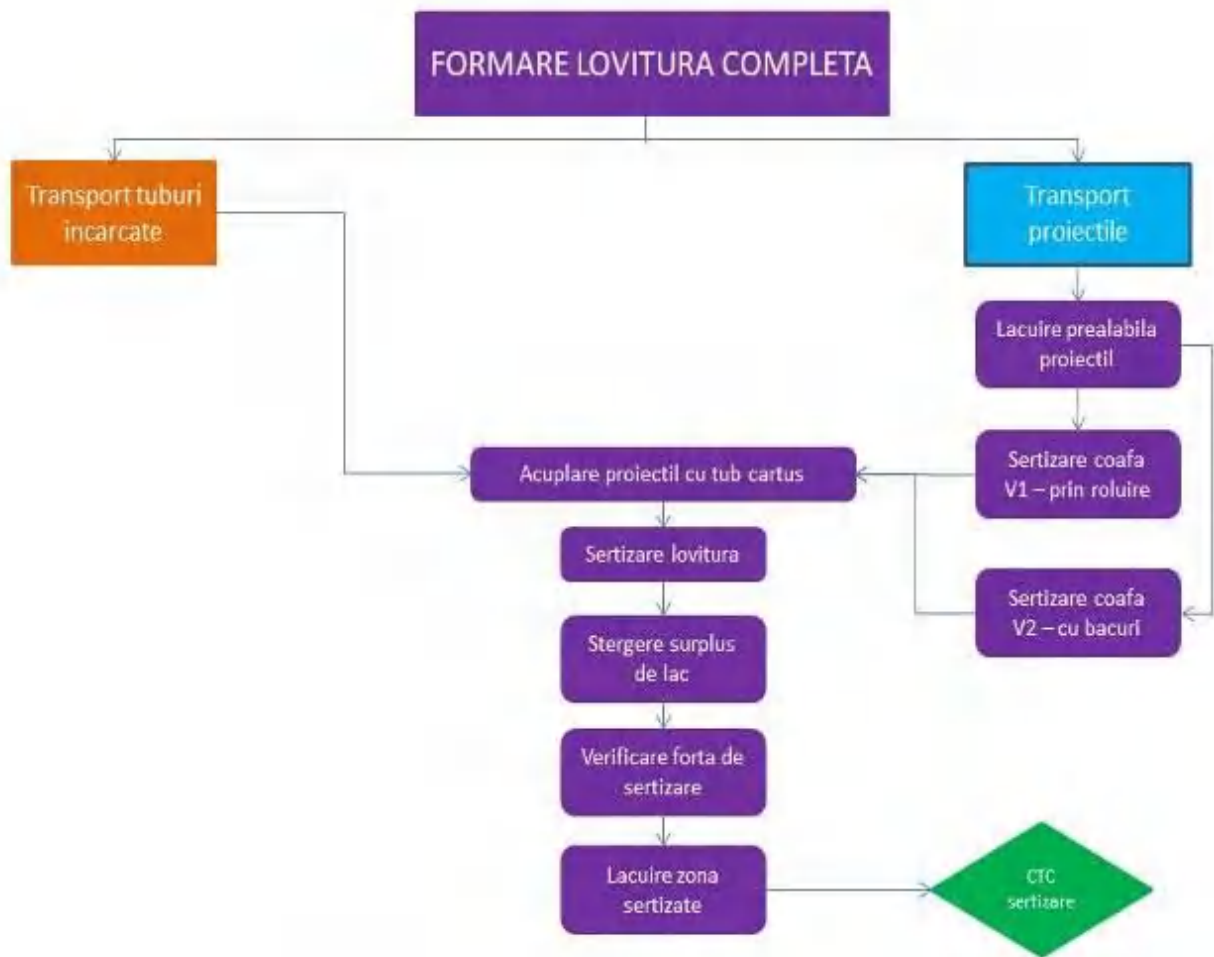 FORMARE LOVITURA COMPLETA
Transport tuburi
incarcate
Transport
proiectile
Lacuire prealabila
proiectil
Sertizare coafa
V1 – prin roluire
Acuplare proiectil cu tub cartus
Sertizare lovitura
Sertizare coafa
V2 – cu bacuri
Stergere surplus
de lac
Verificare forta de
sertizare
Lacuire zona
sertizate
CTC
sertizare